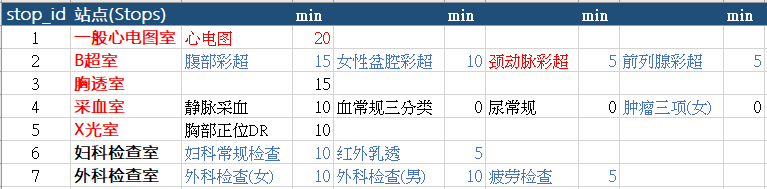 stop_id 站点(Stops) min min min min
1 一般心电图室 心电图 20
2 B超室 腹部彩超 15 女性盆腔彩超 10 颈动脉彩超 5 前列腺彩超 5
3 胸透室 15
4 采血室 静脉采血 10 血常规三分类 0 尿常规 0 肿瘤三项(女) 0
5 X光室 胸部正位DR 10
6 妇科检查室 妇科常规检查 10 红外乳透 5
7 外科检查室 外科检查(女) 10 外科检查(男) 10 疲劳检查 5